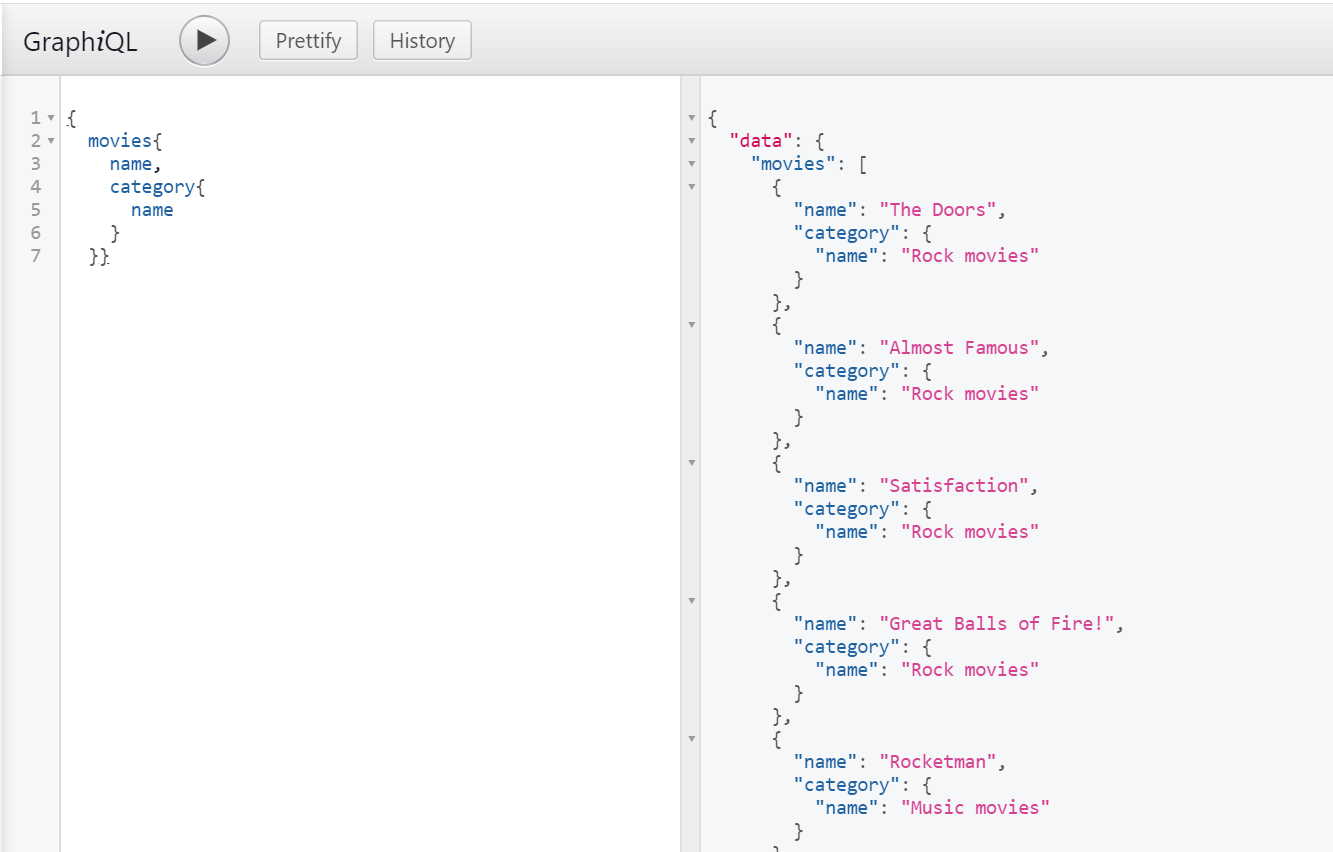 GraphiQL Prettify History
1 {
2 movies{
3 name,
4 category{
5 name
6 }
7 }}
{
"data": {
"movies": [
{
"name": "The Doors",
"category": {
"name": "Rock movies"
}
},
{
"name": "Almost Famous",
"category": {
"name": "Rock movies"
}
},
{
"name": "Satisfaction",
"category": {
"name": "Rock movies"
}
},
{
"name": "Great Balls of Fire!",
"category": {
"name": "Rock movies"
}
},
{
"name": "Rocketman",
"category": {
"name": "Music movies"
}